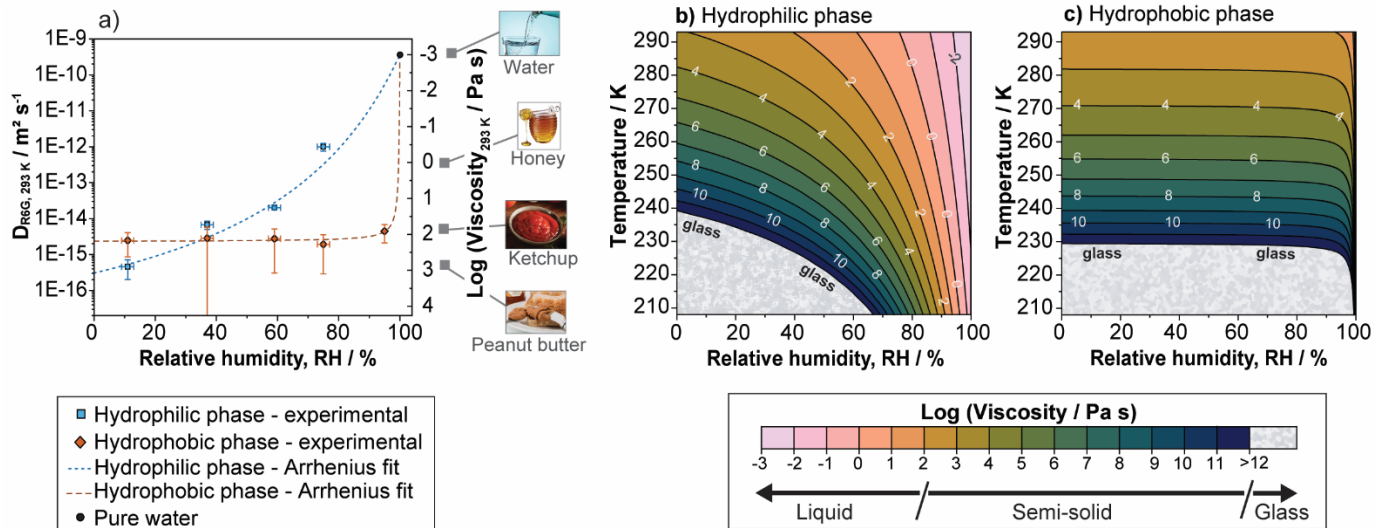 a)
D_RG, 293 K / m² s⁻¹
1E-9
1E-10
1E-11
1E-12
1E-13
1E-14
1E-15
1E-16
0 20 40 60 80 100
Relative humidity, RH / %
-3
-2
-1
0
1
2
3
4
Log (Viscosity_293 K / Pa s)
Water
Honey
Ketchup
Peanut butter
Hydrophilic phase - experimental
Hydrophobic phase - experimental
Hydrophilic phase - Arrhenius fit
Hydrophobic phase - Arrhenius fit
Pure water
b) Hydrophilic phase
Temperature / K
290
280
270
260
250
240
230
220
210
4 4 2 0 -2
6 4 2 0
8 6 4 2
10 8 6 4 2
10 8 6 4 2 0
glass
glass
0 20 40 60 80 100
Relative humidity, RH / %
c) Hydrophobic phase
Temperature / K
290
280
270
260
250
240
230
220
210
4 4 4 4
6 6 6
8 8 8
10 10 10
glass glass
0 20 40 60 80 100
Relative humidity, RH / %
Log (Viscosity / Pa s)
-3 -2 -1 0 1 2 3 4 5 6 7 8 9 10 11 >12
Liquid Semi-solid Glass